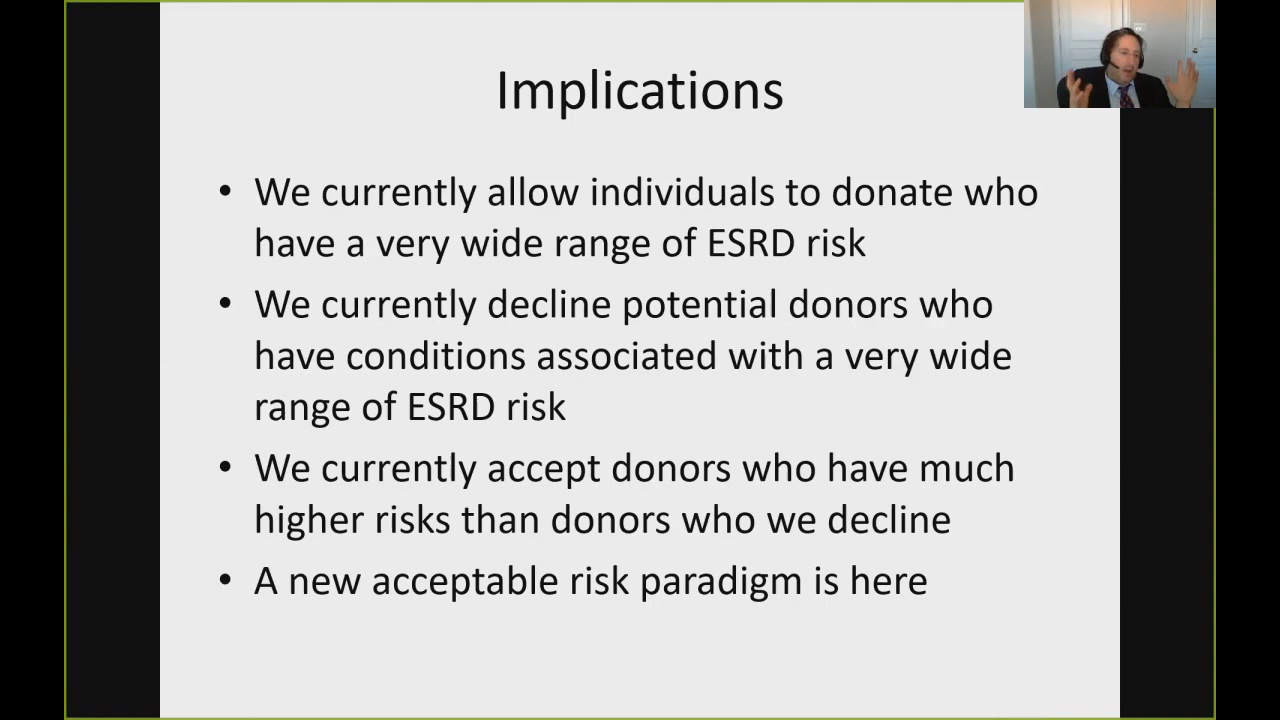 Implications
• We currently allow individuals to donate who
have a very wide range of ESRD risk
• We currently decline potential donors who
have conditions associated with a very wide
range of ESRD risk
• We currently accept donors who have much
higher risks than donors who we decline
• A new acceptable risk paradigm is here